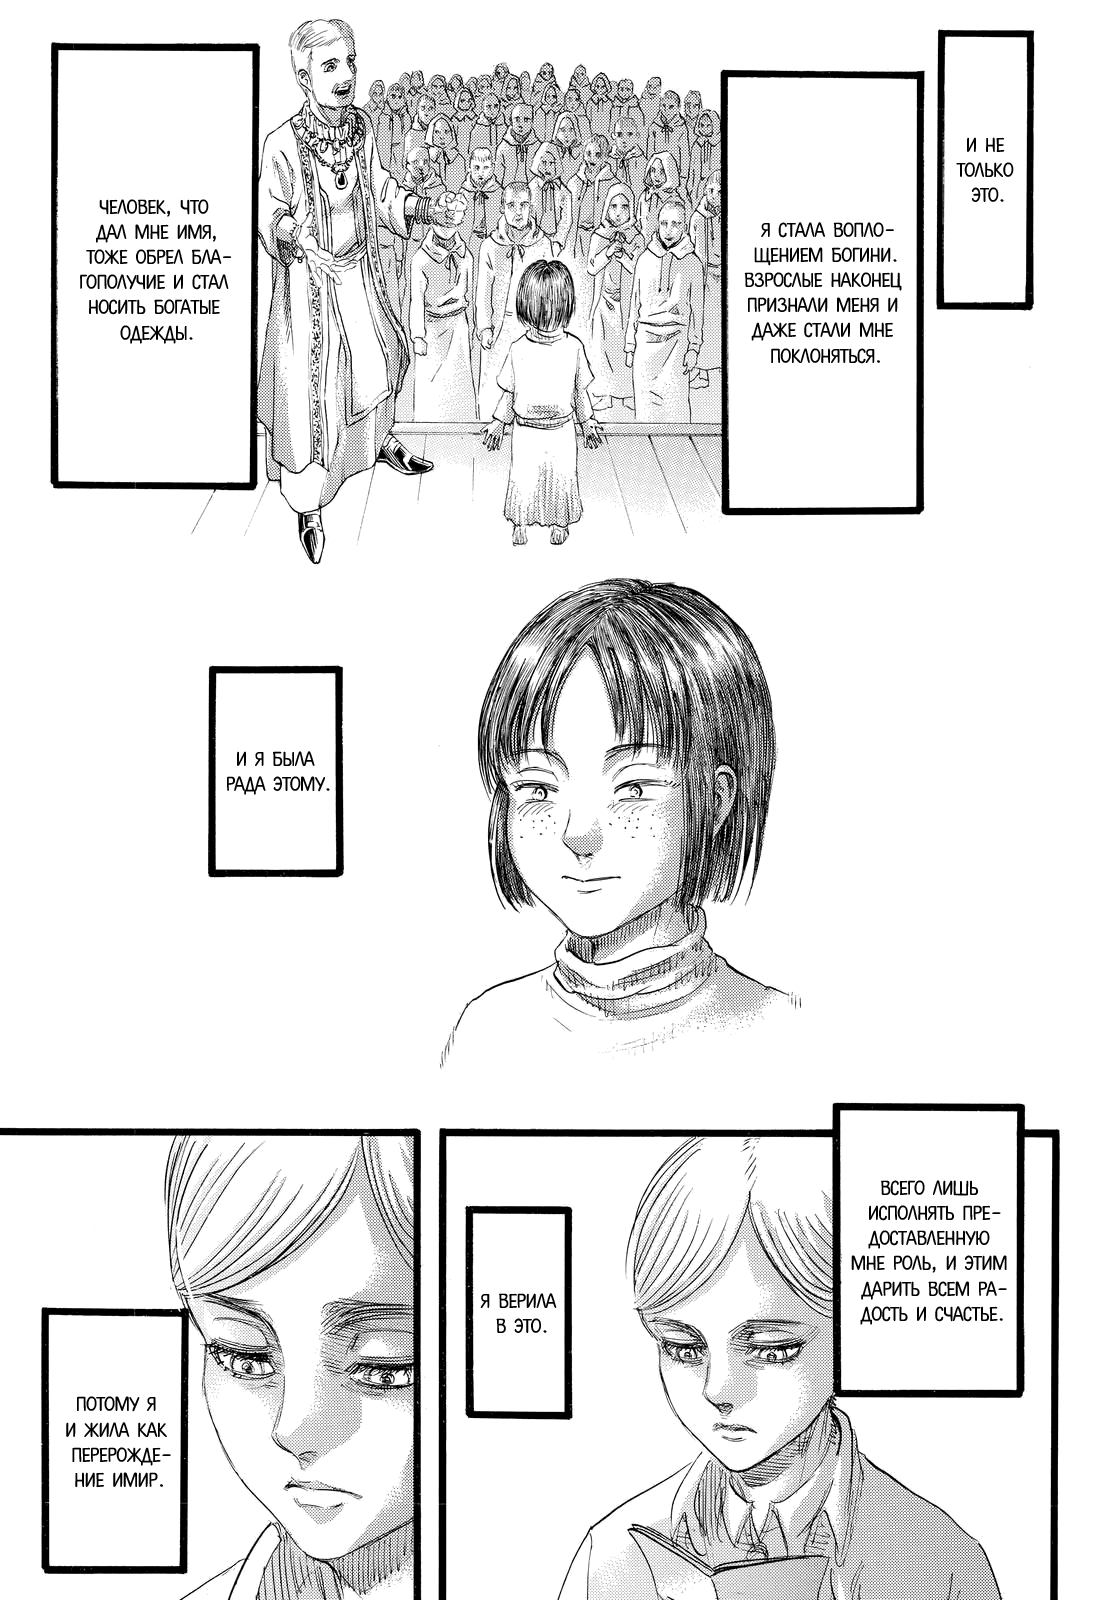 И НЕ
ТОЛЬКО
ЭТО.
Я СТАЛА ВОПЛО-
ЩЕНИЕМ БОГИНИ.
ВЗРОСЛЫЕ НАКОНЕЦ
ПРИЗНАЛИ МЕНЯ И
ДАЖЕ СТАЛИ МНЕ
ПОКЛОНЯТЬСЯ.
ЧЕЛОВЕК, ЧТО
ДАЛ МНЕ ИМЯ,
ТОЖЕ ОБРЕЛ БЛА-
ГОПОЛУЧИЕ И СТАЛ
НОСИТЬ БОГАТЫЕ
ОДЕЖДЫ.
И Я БЫЛА
РАДА ЭТОМУ.
ВСЕГО ЛИШЬ
ИСПОЛНЯТЬ ПРЕ-
ДОСТАВЛЕННУЮ
МНЕ РОЛЬ, И ЭТИМ
ДАРИТЬ ВСЕМ РА-
ДОСТЬ И СЧАСТЬЕ.
Я ВЕРИЛА
В ЭТО.
ПОТОМУ Я
И ЖИЛА КАК
ПЕРЕРОЖДЕ-
НИЕ ИМИР.